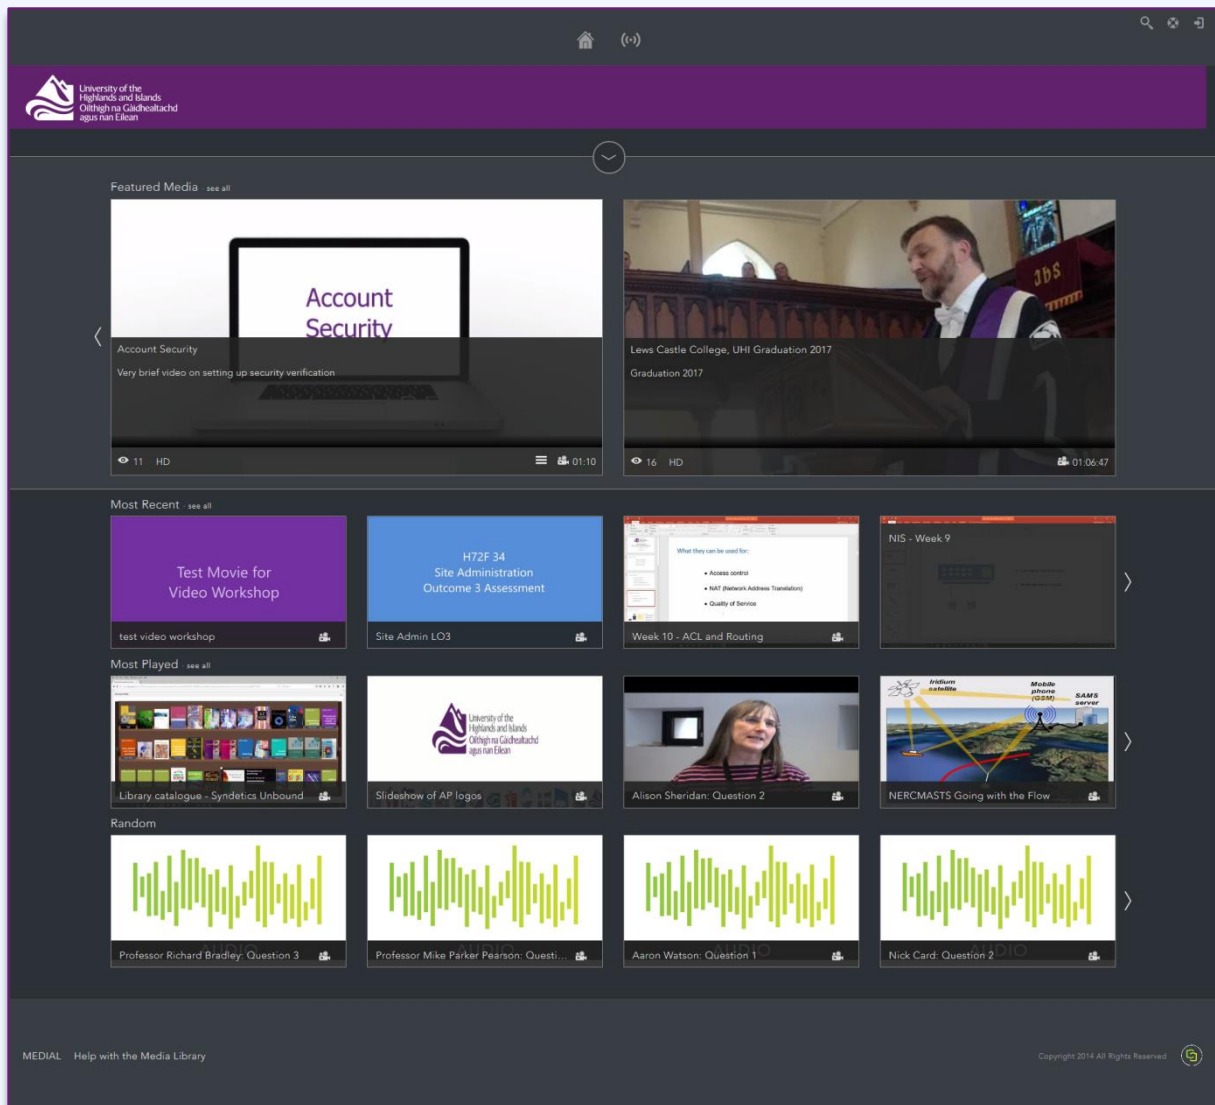 University of the
Highlands and Islands
Oilthigh na Gàidhealtachd
agus nan Eilean
Featured Media · see all
Account
Security
Account Security
Very brief video on setting up security verification
11 HD 01:10
JBS
Lews Castle College, UHI Graduation 2017
Graduation 2017
16 HD 01:06:47
Most Recent · see all
Test Movie for
Video Workshop
test video workshop
H72F 34
Site Administration
Outcome 3 Assessment
Site Admin LO3
What they can be used for:
• Access control
• NAT (Network Address Translation)
• Quality of Service
Week 10 - ACL and Routing
NIS - Week 9
Most Played · see all
Library catalogue - Syndetics Unbound
University of the
Highlands and Islands
Oilthigh na Gàidhealtachd
agus nan Eilean
Slideshow of AP logos
Alison Sheridan: Question 2
Iridium
satellite
Mobile
phone
(GSM)
SAMS
server
NERCMASTS Going with the Flow
Random
AUDIO
Professor Richard Bradley: Question 3
AUDIO
Professor Mike Parker Pearson: Questi...
AUDIO
Aaron Watson: Question 1
AUDIO
Nick Card: Question 2
MEDIAL Help with the Media Library
Copyright 2014 All Rights Reserved